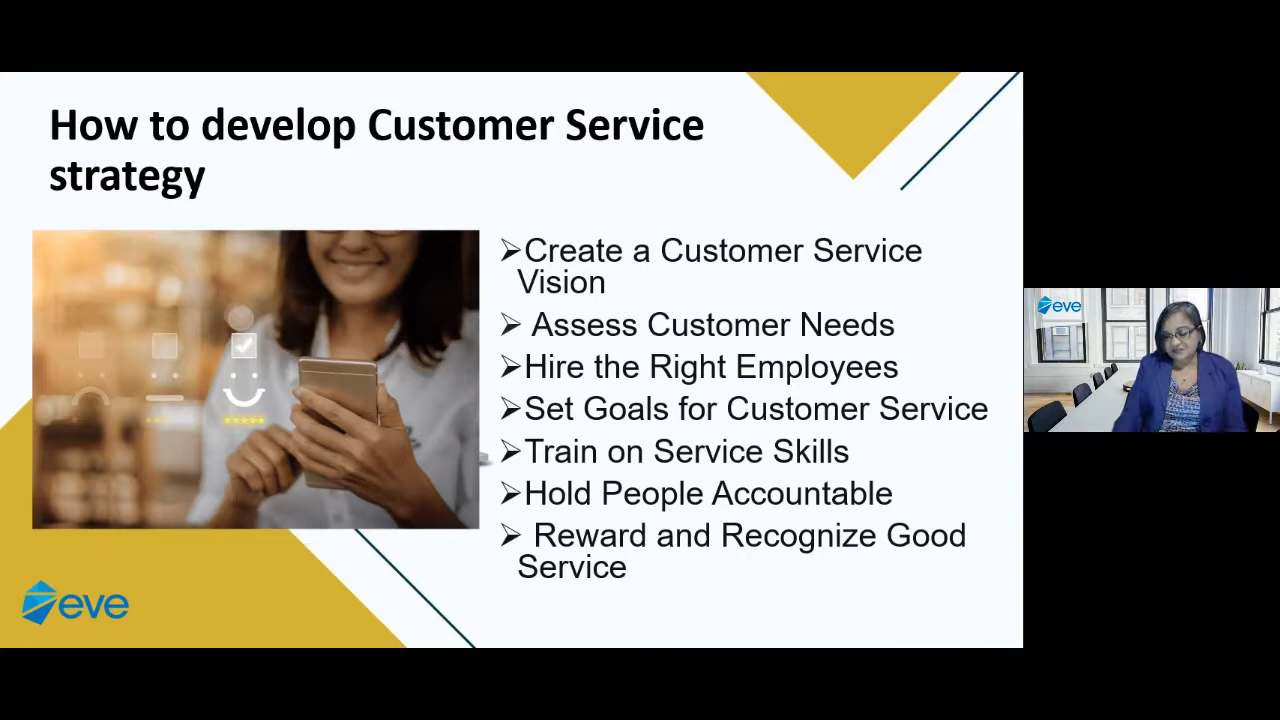 How to develop Customer Service
strategy
➢Create a Customer Service
Vision
➢ Assess Customer Needs
➢Hire the Right Employees
➢Set Goals for Customer Service
➢Train on Service Skills
➢Hold People Accountable
➢ Reward and Recognize Good
Service
eve
eve